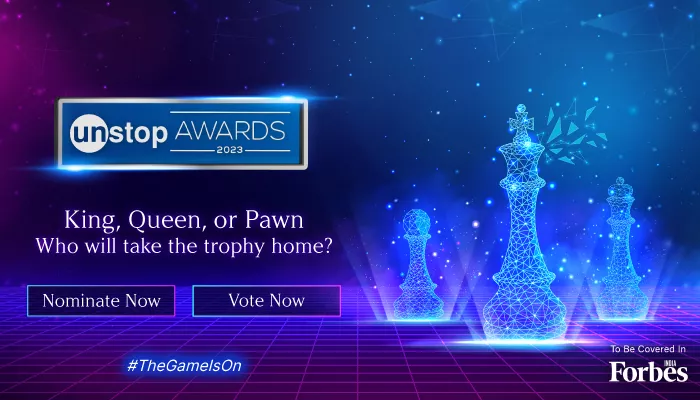 unstop AWARDS
2023
King, Queen, or Pawn
Who will take the trophy home?
Nominate Now
Vote Now
#TheGameIsOn
To Be Covered In
Forbes
INDIA